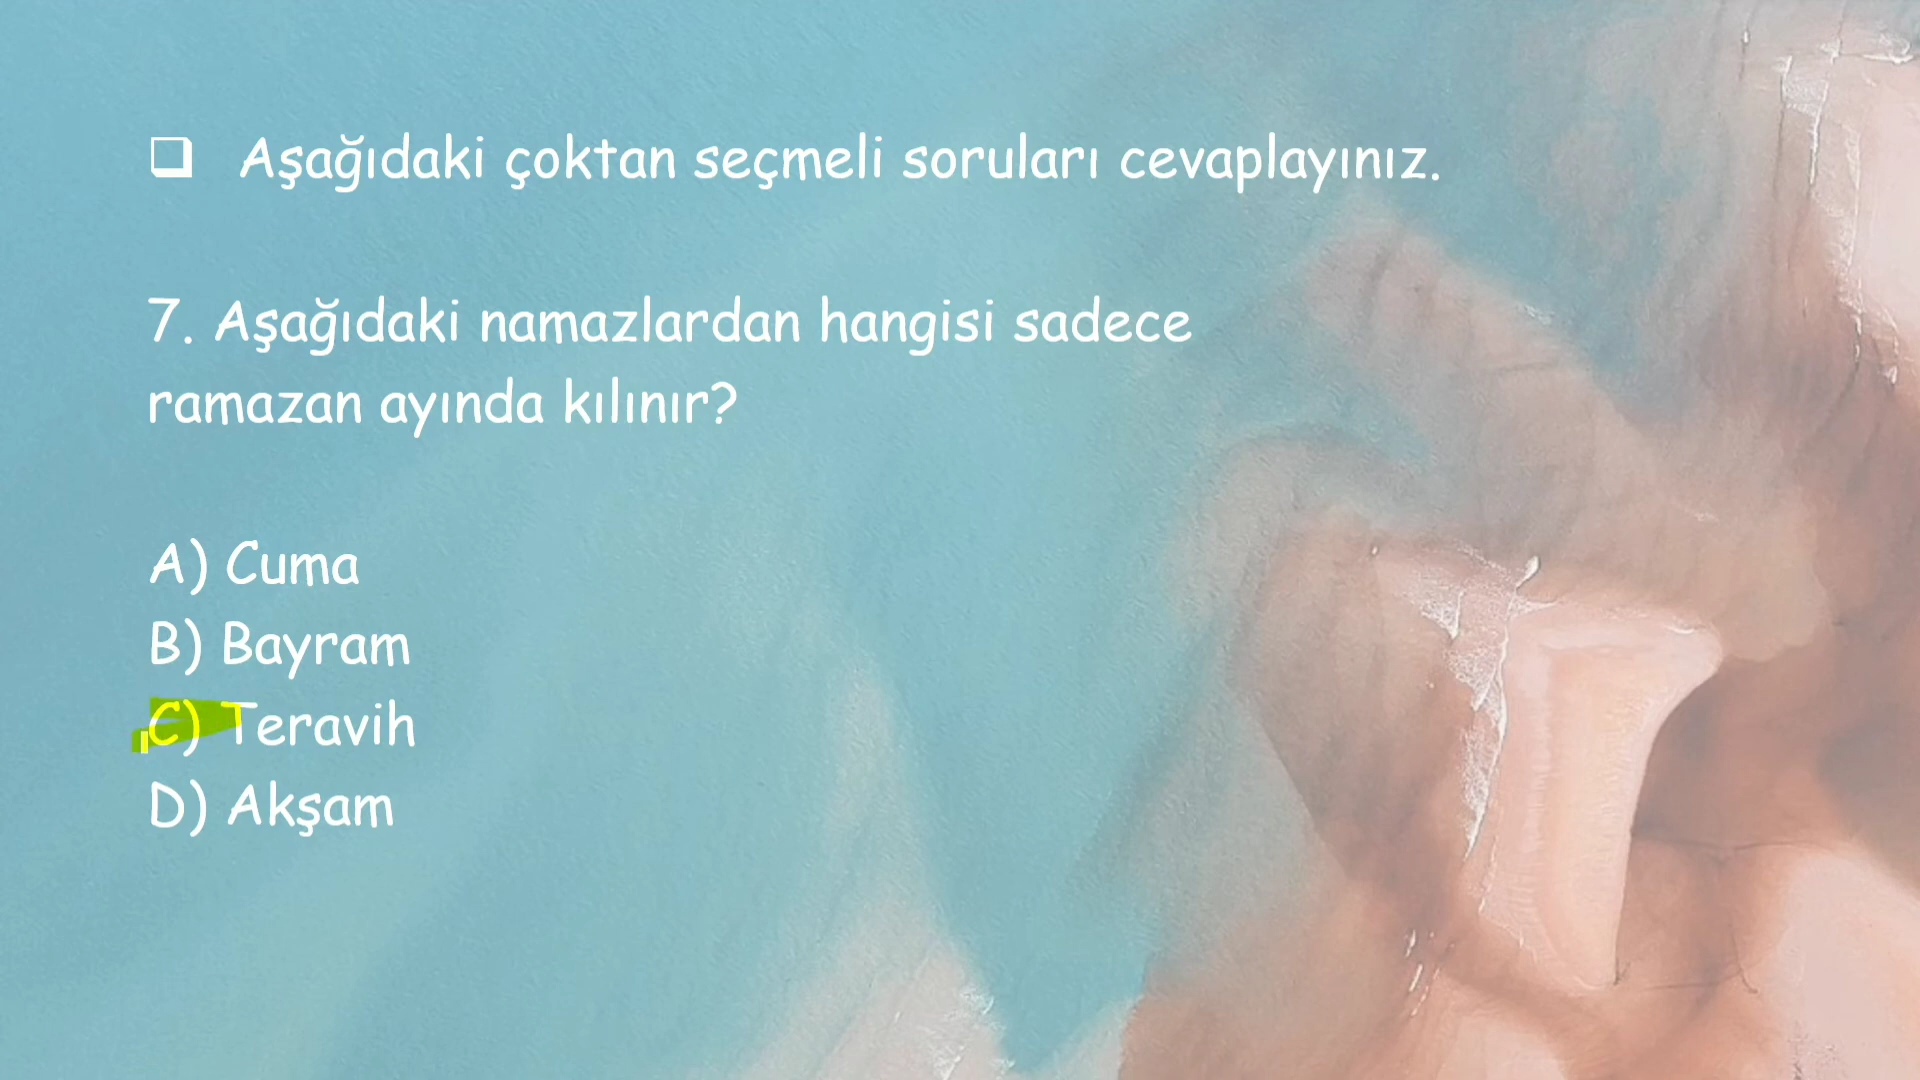 ❑ Aşağıdaki çoktan seçmeli soruları cevaplayınız.
7. Aşağıdaki namazlardan hangisi sadece
ramazan ayında kılınır?
A) Cuma
B) Bayram
C) Teravih
D) Akşam